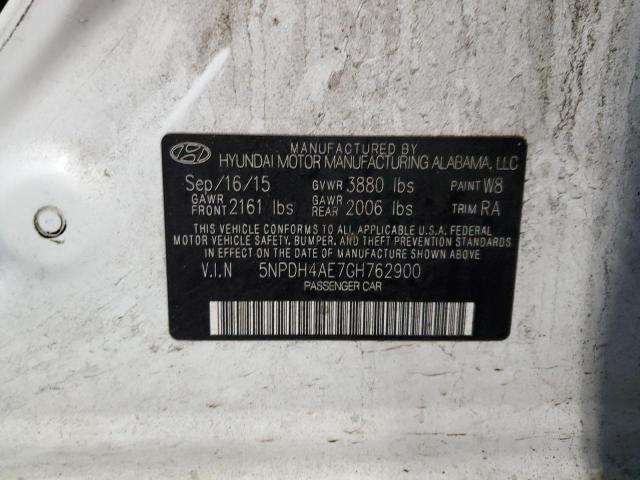 MANUFACTURED BY
HYUNDAI MOTOR MANUFACTURING ALABAMA, LLC
Sep/16/15 GVWR 3880 lbs PAINT W8
GAWR FRONT 2161 lbs GAWR REAR 2006 lbs TRIM RA
THIS VEHICLE CONFORMS TO ALL APPLICABLE U.S.A. FEDERAL
MOTOR VEHICLE SAFETY, BUMPER, AND THEFT PREVENTION STANDARDS
IN EFFECT ON THE DATE OF MANUFACTURE SHOWN ABOVE
V.I.N 5NPDH4AE7GH762900
PASSENGER CAR